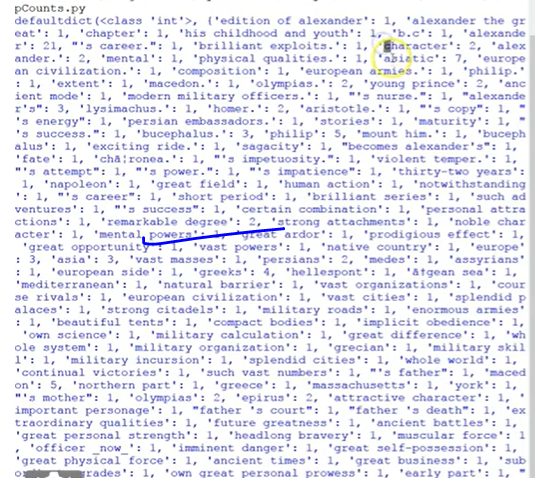 pCounts.py
defaultdict(<class 'int'>, {'edition of alexander': 1, 'alexander the gr
eat': 1, 'chapter': 1, 'his childhood and youth': 1, 'b.c': 1, 'alexande
r': 21, "'s career.": 1, 'brilliant exploits.': 1, 'character': 2, 'alex
ander.': 2, 'mental': 1, 'physical qualities.': 1, 'asiatic': 7, 'europe
an civilization.': 1, 'composition': 1, 'european armies.': 1, 'philip.'
: 1, 'extent': 1, 'macedon.': 1, 'olympias.': 2, 'young prince': 2, 'anc
ient mode': 1, 'modern military officers.': 1, "'s nurse.": 1, "alexande
r's": 3, 'lysimachus.': 1, 'homer.': 2, 'aristotle.': 1, "'s copy": 1, "
's energy": 1, 'persian embassadors.': 1, 'stories': 1, 'maturity': 1, "
's success.": 1, 'bucephalus.': 3, 'philip': 5, 'mount him.': 1, 'buceph
alus': 1, 'exciting ride.': 1, 'sagacity': 1, "becomes alexander's": 1,
'fate': 1, 'chã¦ronea.': 1, "'s impetuosity.": 1, 'violent temper.': 1,
"'s attempt": 1, "'s power.": 1, "'s impatience": 1, 'thirty-two years':
1, 'napoleon': 1, 'great field': 1, 'human action': 1, 'notwithstanding
': 1, "'s career": 1, 'short period': 1, 'brilliant series': 1, 'such ad
ventures': 1, "'s success": 1, 'certain combination': 1, 'personal attra
ctions': 1, 'remarkable degree': 2, 'strong attachments': 1, 'noble char
acter': 1, 'mental powers': 1, 'great ardor': 1, 'prodigious effect': 1,
'great opportunity': 1, 'vast powers': 1, 'native country': 1, 'europe'
: 3, 'asia': 3, 'vast masses': 1, 'persians': 2, 'medes': 1, 'assyrians'
: 1, 'european side': 1, 'greeks': 4, 'hellespont': 1, 'ã†gean sea': 1,
'mediterranean': 1, 'natural barrier': 1, 'vast organizations': 1, 'cour
se rivals': 1, 'european civilization': 1, 'vast cities': 1, 'splendid p
alaces': 1, 'strong citadels': 1, 'military roads': 1, 'enormous armies'
: 1, 'beautiful tents': 1, 'compact bodies': 1, 'implicit obedience': 1,
'own science': 1, 'military calculation': 1, 'great difference': 1, 'wh
ole system': 1, 'military organization': 1, 'grecian': 1, 'military skil
l': 1, 'military incursion': 1, 'splendid cities': 1, 'whole world': 1,
'continual victories': 1, 'such vast numbers': 1, "'s father": 1, 'maced
on': 5, 'northern part': 1, 'greece': 1, 'massachusetts': 1, 'york': 1,
"'s mother": 1, 'olympias': 2, 'epirus': 2, 'attractive character': 1, '
important personage': 1, "father 's court": 1, "father 's death": 1, 'ex
traordinary qualities': 1, 'future greatness': 1, 'ancient battles': 1,
'great personal strength': 1, 'headlong bravery': 1, 'muscular force': 1
, 'officer _now_': 1, 'imminent danger': 1, 'great self-possession': 1,
'great physical force': 1, 'ancient times': 1, 'great business': 1, 'sub
grades': 1, 'own great personal prowess': 1, 'early part': 1, "